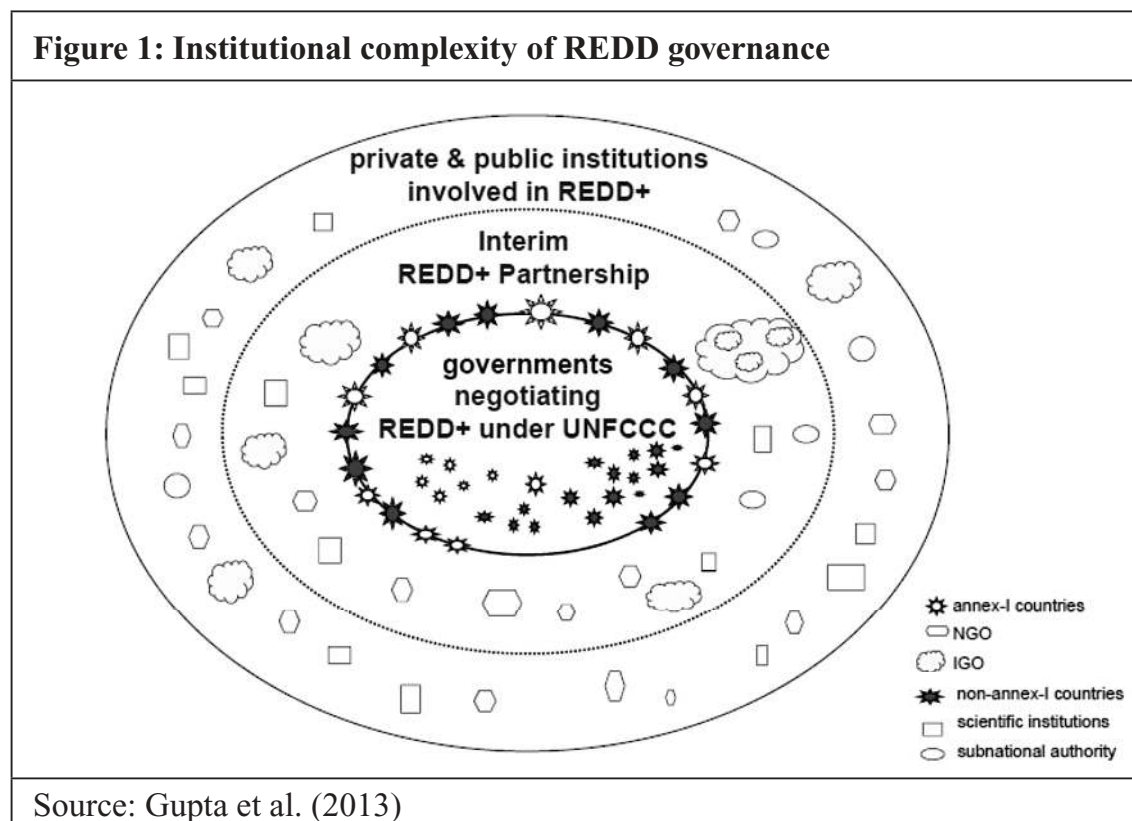 Figure 1: Institutional complexity of REDD governance
private & public institutions
involved in REDD+
Interim
REDD+ Partnership
governments
negotiating
REDD+ under UNFCCC
annex-I countries
NGO
IGO
non-annex-I countries
scientific institutions
subnational authority
Source: Gupta et al. (2013)